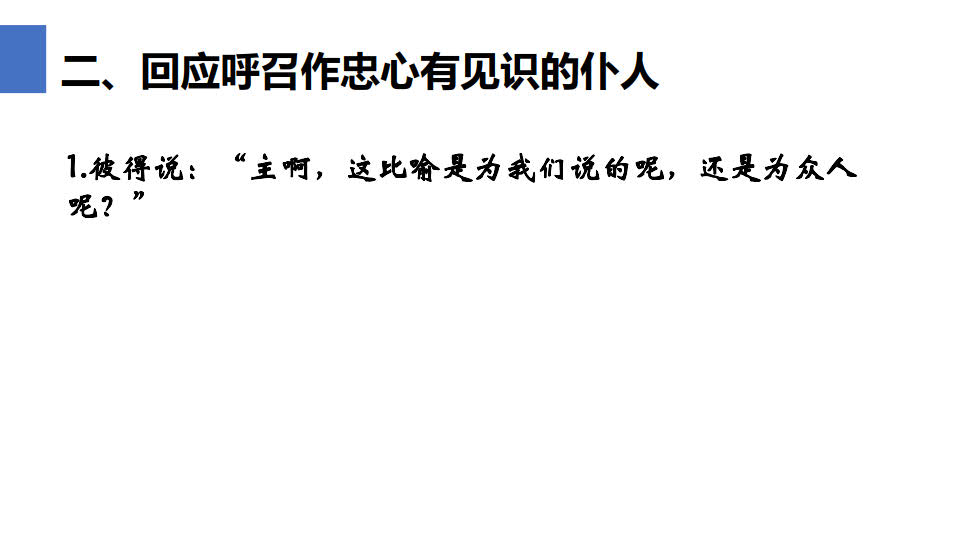 二、回应呼召作忠心有见识的仆人
1.彼得说：“主啊，这比喻是为我们说的呢，还是为众人
呢？”